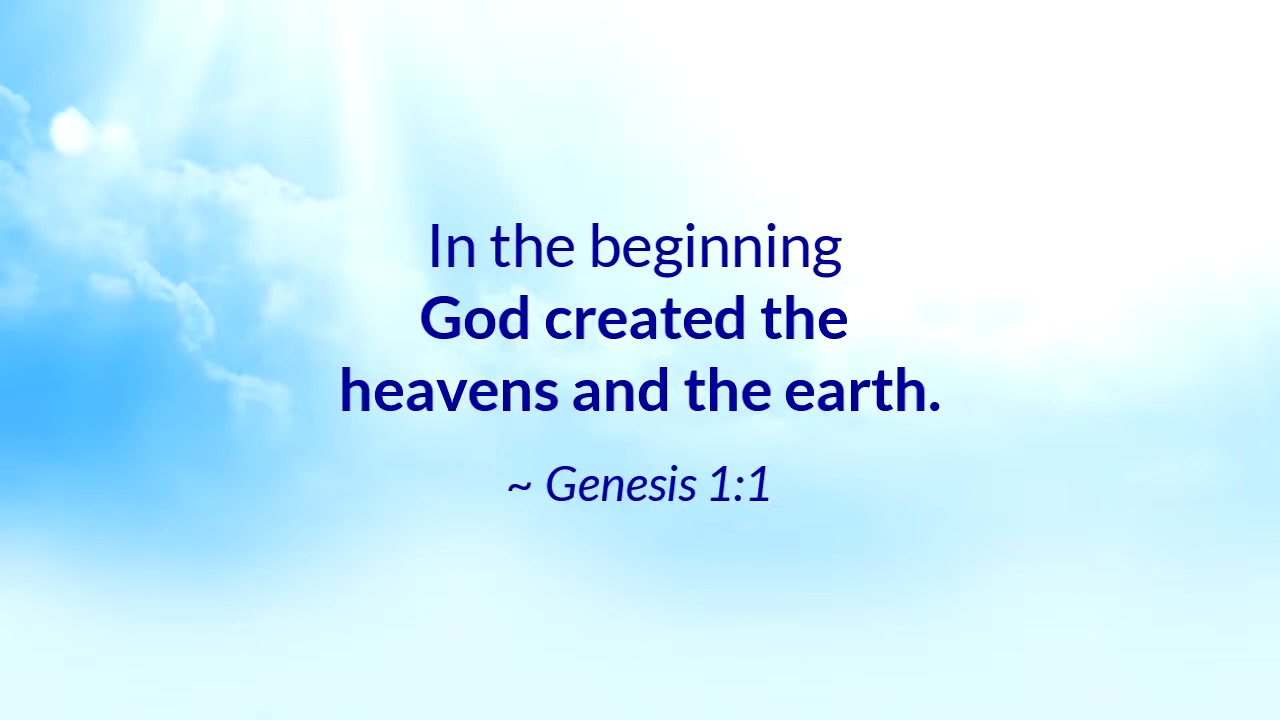 In the beginning
God created the
heavens and the earth.
~ Genesis 1:1